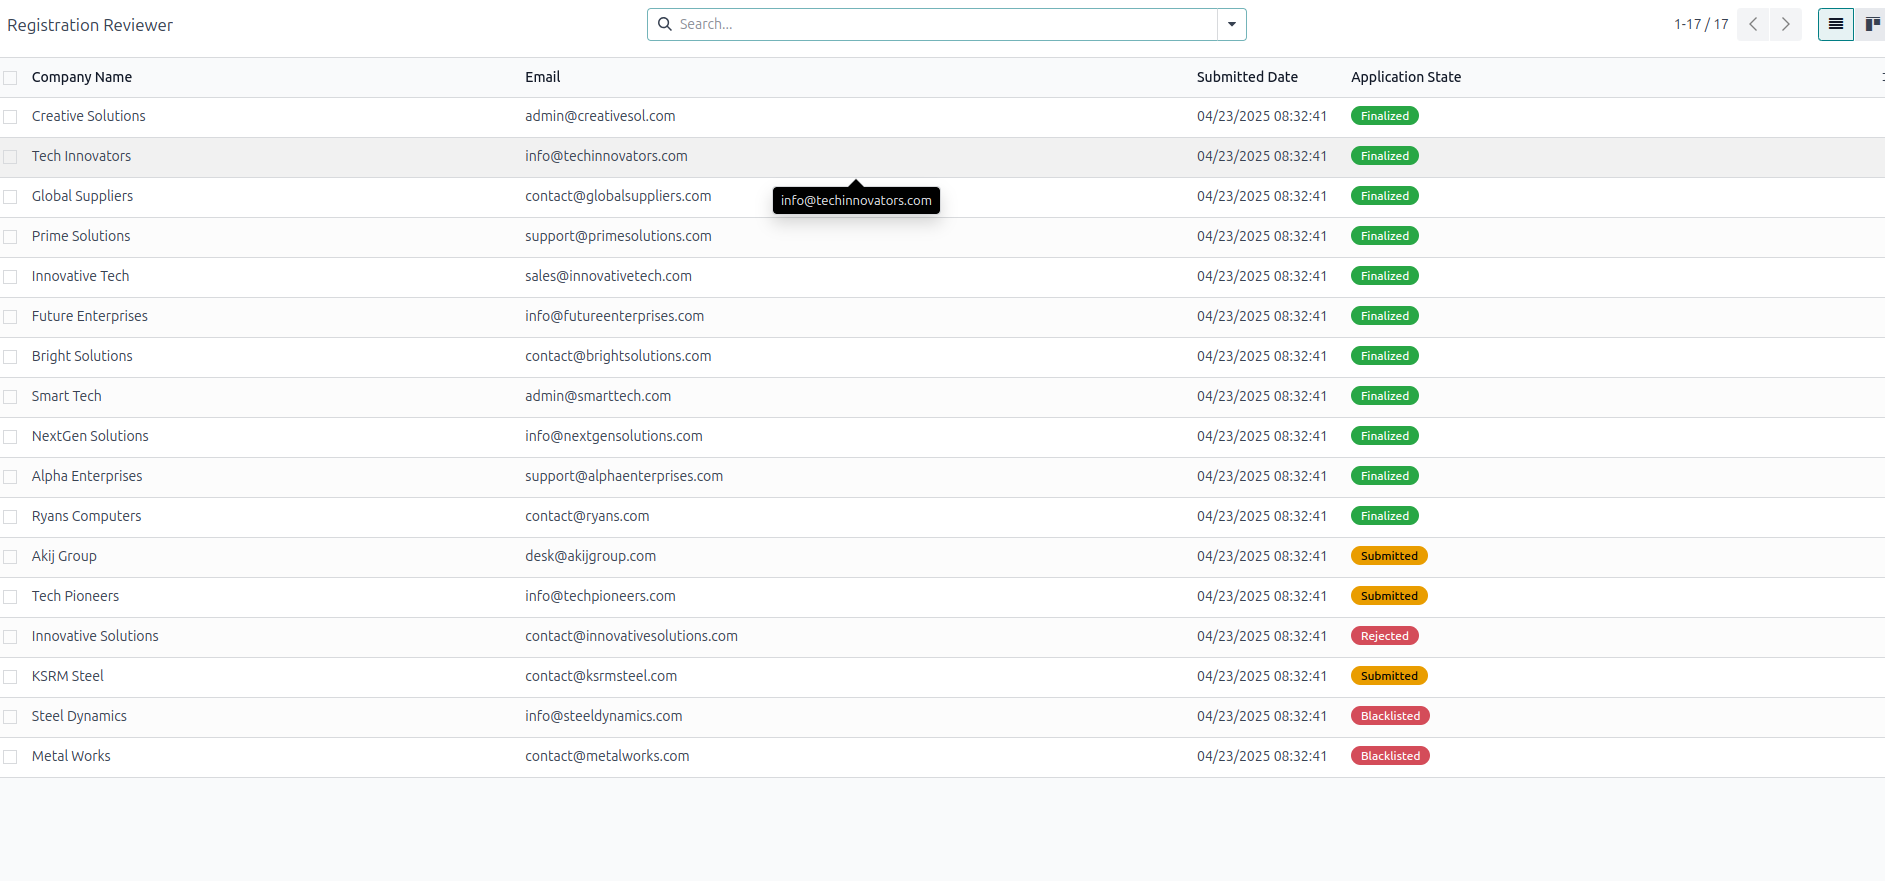 Registration Reviewer
Search...
1-17 / 17
Company Name Email Submitted Date Application State
Creative Solutions admin@creativesol.com 04/23/2025 08:32:41 Finalized
Tech Innovators info@techinnovators.com 04/23/2025 08:32:41 Finalized
Global Suppliers contact@globalsuppliers.com 04/23/2025 08:32:41 Finalized
info@techinnovators.com
Prime Solutions support@primesolutions.com 04/23/2025 08:32:41 Finalized
Innovative Tech sales@innovativetech.com 04/23/2025 08:32:41 Finalized
Future Enterprises info@futureenterprises.com 04/23/2025 08:32:41 Finalized
Bright Solutions contact@brightsolutions.com 04/23/2025 08:32:41 Finalized
Smart Tech admin@smarttech.com 04/23/2025 08:32:41 Finalized
NextGen Solutions info@nextgensolutions.com 04/23/2025 08:32:41 Finalized
Alpha Enterprises support@alphaenterprises.com 04/23/2025 08:32:41 Finalized
Ryans Computers contact@ryans.com 04/23/2025 08:32:41 Finalized
Akij Group desk@akijgroup.com 04/23/2025 08:32:41 Submitted
Tech Pioneers info@techpioneers.com 04/23/2025 08:32:41 Submitted
Innovative Solutions contact@innovativesolutions.com 04/23/2025 08:32:41 Rejected
KSRM Steel contact@ksrmsteel.com 04/23/2025 08:32:41 Submitted
Steel Dynamics info@steeldynamics.com 04/23/2025 08:32:41 Blacklisted
Metal Works contact@metalworks.com 04/23/2025 08:32:41 Blacklisted